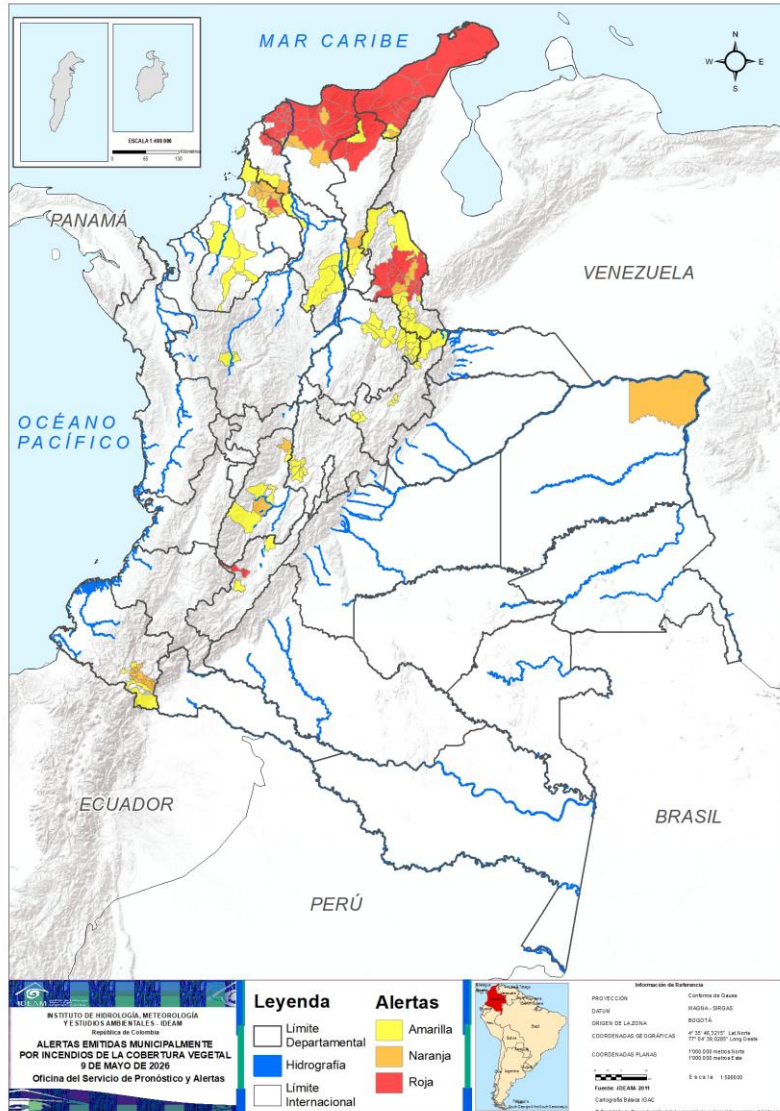 MAR CARIBE
N
W
E
S
ESCALA 1:400.000
PANAMÁ
VENEZUELA
OCÉANO
PACÍFICO
ECUADOR
BRASIL
PERÚ
IDEAM
INSTITUTO DE HIDROLOGÍA, METEOROLOGÍA
Y ESTUDIOS AMBIENTALES - IDEAM
República de Colombia
ALERTAS EMITIDAS MUNICIPALMENTE
POR INCENDIOS DE LA COBERTURA VEGETAL
9 DE MAYO DE 2026
Oficina del Servicio de Pronóstico y Alertas
Leyenda
Límite
Departamental
Hidrografía
Límite
Internacional
Alertas
Amarilla
Naranja
Roja
Información de Referencia
PROYECCIÓN Conforme de Gauss
DATUM MAGNA - SIRGAS
ORIGEN DE LA ZONA BOGOTÁ
COORDENADAS GEOGRÁFICAS
COORDENADAS PLANAS 1'000.000 metros Norte
1'000.000 metros Este
Fuente: IDEAM. 2011
Cartografía Básica IGAC